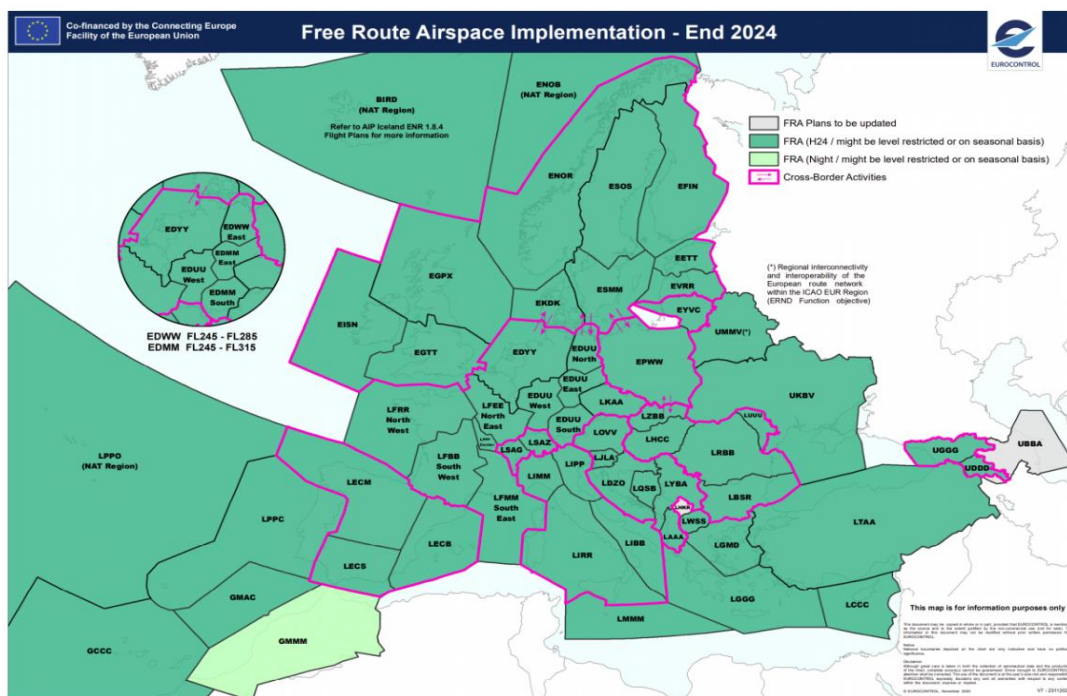 Co-financed by the Connecting Europe
Facility of the European Union
Free Route Airspace Implementation - End 2024
EUROCONTROL
BIRD
(NAT Region)
Refer to AIP Iceland ENR 1.8.4
Flight Plans for more information
ENOB
(NAT Region)
FRA Plans to be updated
FRA (H24 / might be level restricted or on seasonal basis)
FRA (Night / might be level restricted or on seasonal basis)
Cross-Border Activities
ENOR
ESOS
EFIN
EDYY
EDWW
East
EDMM
East
EDUU
West
EDMM
South
EDWW FL245 - FL285
EDMM FL245 - FL315
EGPX
EETT
(*) Regional interconnectivity
and interoperability of the
European route network
within the ICAO EUR Region
(ERND Function objective)
EKDK
ESMM
EVRR
EISN
EYVC
UMMV(*)
EGTT
EDYY
EDUU
North
EPWW
EDUU
East
UKBV
LFRR
North
West
LFEE
North
East
EDUU
West
LKAA
EDUU
South
LZBB
LUUU
LOVV
LHCC
UBBA
LPPO
(NAT Region)
LSAG
LSAZ
LFBB
South
West
LJLA
LRBB
UGGG
UDDD
LECM
LIMM
LIPP
LDZO
LQSB
LYBA
LBSR
LFMM
South
East
LPPC
LWSS
LTAA
LECB
LAAA
LGMD
LIRR
LIBB
LECS
GMAC
LGGG
LCCC
LMMM
GMMM
GCCC
This map is for information purposes only